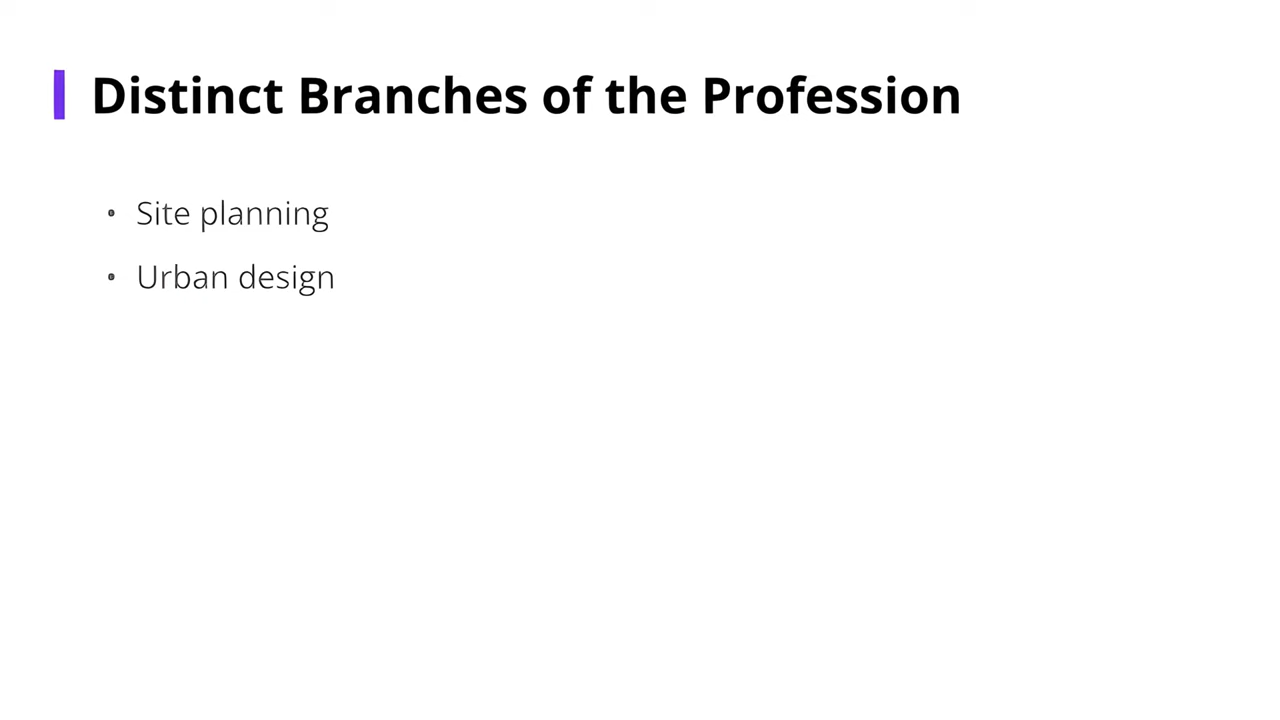 Distinct Branches of the Profession
• Site planning
• Urban design